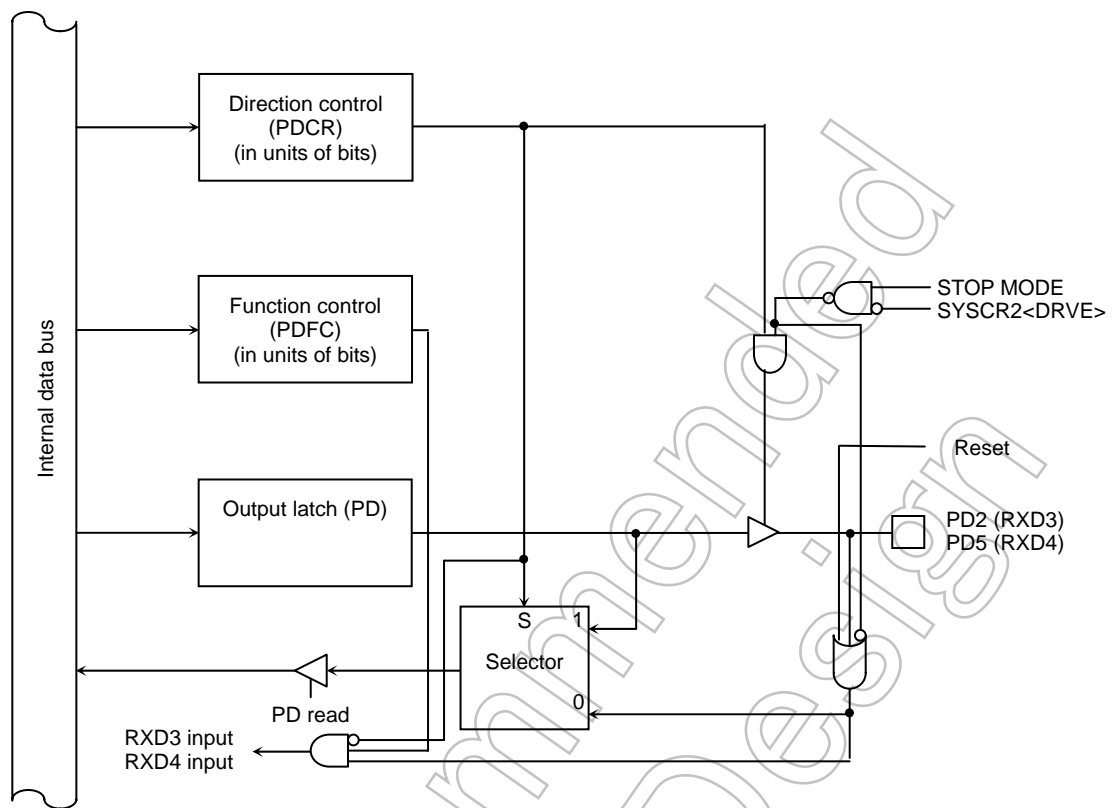 Direction control
(PDCR)
(in units of bits)
Function control
(PDFC)
(in units of bits)
STOP MODE
SYSCR2<DRVE>
Internal data bus
Reset
Output latch (PD)
PD2 (RXD3)
PD5 (RXD4)
S
1
Selector
0
PD read
RXD3 input
RXD4 input
mmended
Design